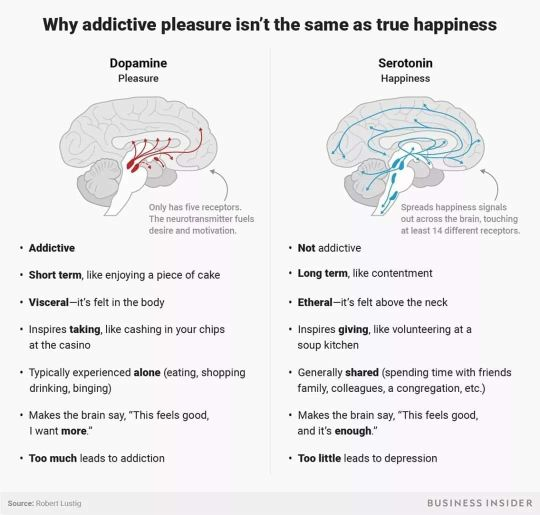 Why addictive pleasure isn't the same as true happiness
Dopamine
Pleasure
Only has five receptors.
The neurotransmitter fuels
desire and motivation.
• Addictive
• Short term, like enjoying a piece of cake
• Visceral—it's felt in the body
• Inspires taking, like cashing in your chips
at the casino
• Typically experienced alone (eating, shopping
drinking, binging)
• Makes the brain say, "This feels good,
I want more."
• Too much leads to addiction
Serotonin
Happiness
Spreads happiness signals
out across the brain, touching
at least 14 different receptors.
• Not addictive
• Long term, like contentment
• Etheral—it's felt above the neck
• Inspires giving, like volunteering at a
soup kitchen
• Generally shared (spending time with friends
family, colleagues, a congregation, etc.)
• Makes the brain say, "This feels good,
and it's enough."
• Too little leads to depression
Source: Robert Lustig
BUSINESS INSIDER